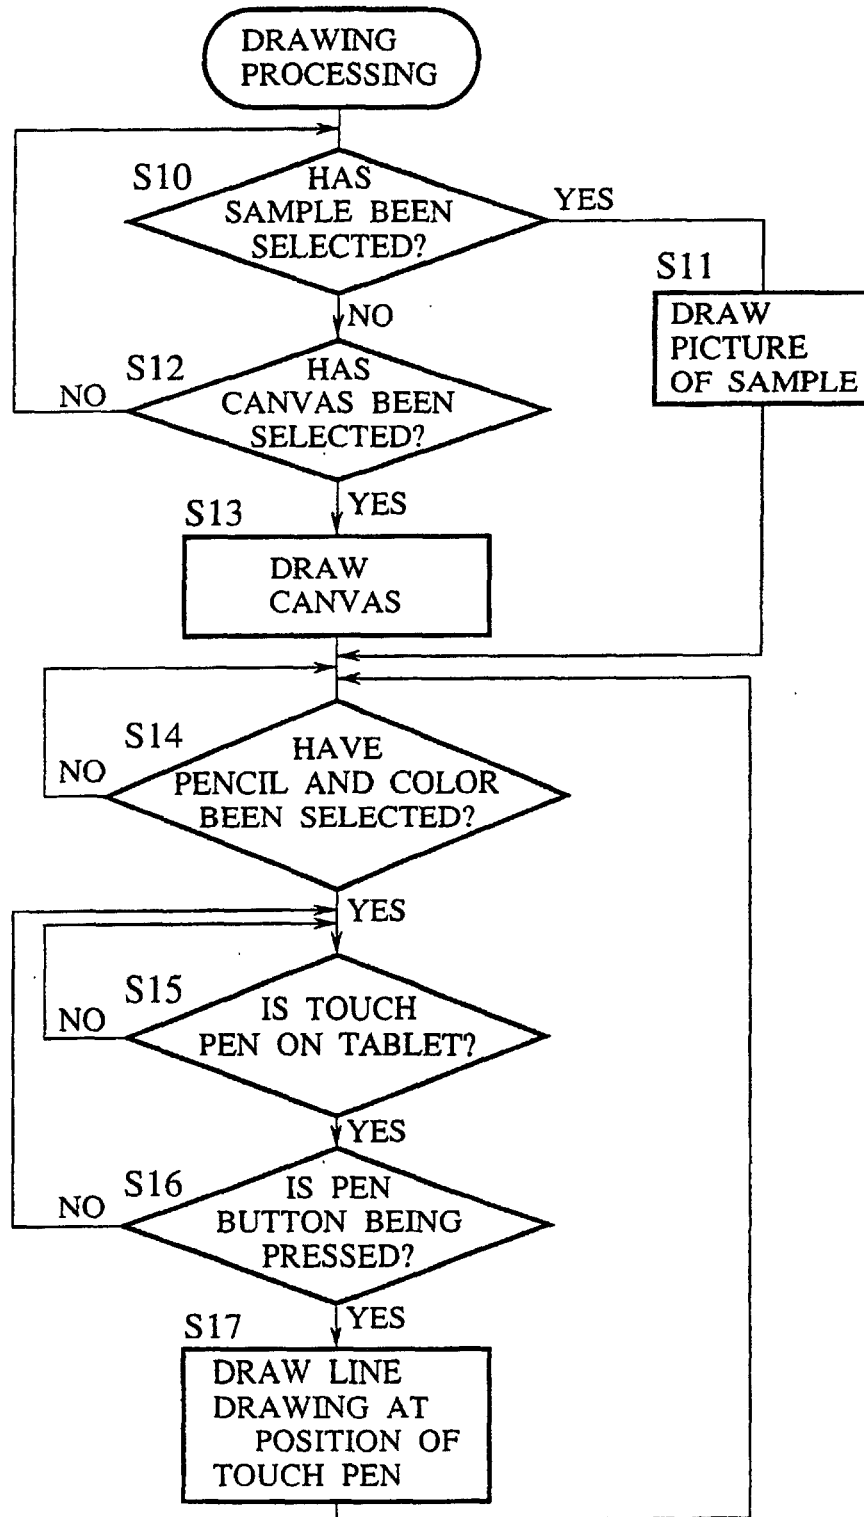 DRAWING
PROCESSING
S10
HAS
SAMPLE BEEN
SELECTED?
YES
S11
DRAW
PICTURE
OF SAMPLE
NO
S12
HAS
CANVAS BEEN
SELECTED?
NO
YES
S13
DRAW
CANVAS
S14
HAVE
PENCIL AND COLOR
BEEN SELECTED?
NO
YES
S15
IS TOUCH
PEN ON TABLET?
NO
YES
S16
IS PEN
BUTTON BEING
PRESSED?
NO
YES
S17
DRAW LINE
DRAWING AT
POSITION OF
TOUCH PEN